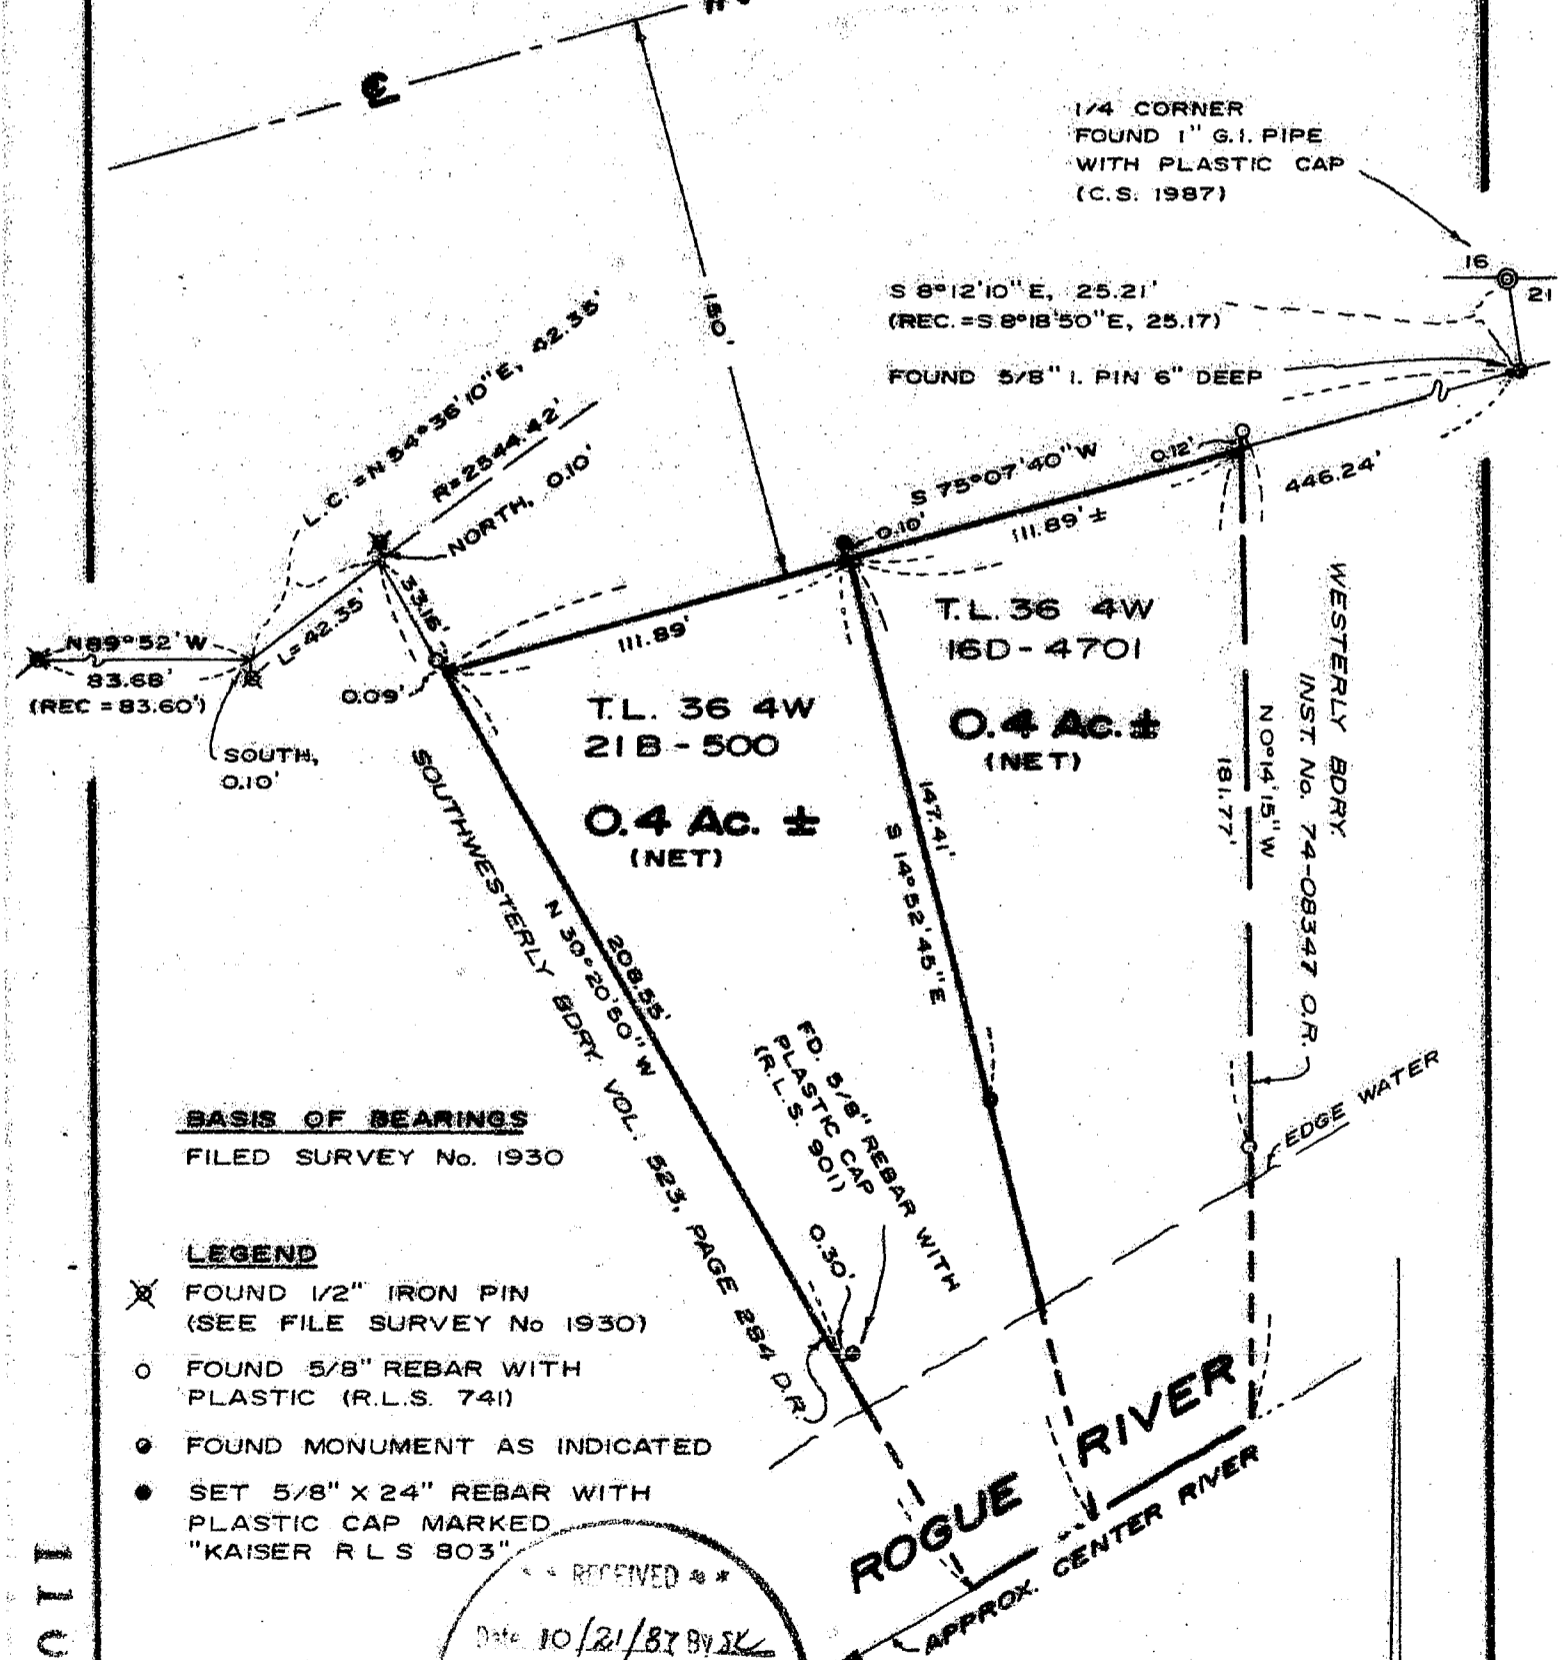 ℄
1/4 CORNER
FOUND 1" G.I. PIPE
WITH PLASTIC CAP
(C.S. 1987)
16
21
150'
S 8°12'10"E, 25.21'
(REC.=S 8°18'50"E, 25.17)
FOUND 5/8" I. PIN 6" DEEP
L.C. = N 54°36'10"E, 42.35'
R=2544.42'
NORTH, 0.10'
S 75°07'40"W
0.12'
446.24'
0.10'
111.89'±
33.16'
L=42.35'
N89°52'W
83.68'
(REC = 83.60')
SOUTH,
0.10'
0.09'
111.89'
T.L. 36 4W
16D-4701
0.4 Ac. ±
(NET)
T.L. 36 4W
21B-500
0.4 Ac. ±
(NET)
WESTERLY BDRY.
INST. No. 74-08347 O.R.
N 0°14'15"W
181.77'
147.41'
S 14°52'45"E
SOUTHWESTERLY BDRY. VOL. 523, PAGE 284 D.R.
208.55'
N 30°20'50"W
FD. 5/8" REBAR WITH
PLASTIC CAP
(R.L.S. 901)
0.30'
EDGE WATER
BASIS OF BEARINGS
FILED SURVEY No. 1930
LEGEND
FOUND 1/2" IRON PIN
(SEE FILE SURVEY No 1930)
FOUND 5/8" REBAR WITH
PLASTIC (R.L.S. 741)
FOUND MONUMENT AS INDICATED
SET 5/8" X 24" REBAR WITH
PLASTIC CAP MARKED
"KAISER R L S 803"
ROGUE RIVER
APPROX. CENTER RIVER
* * RECEIVED * *
Date 10/21/87 By SK